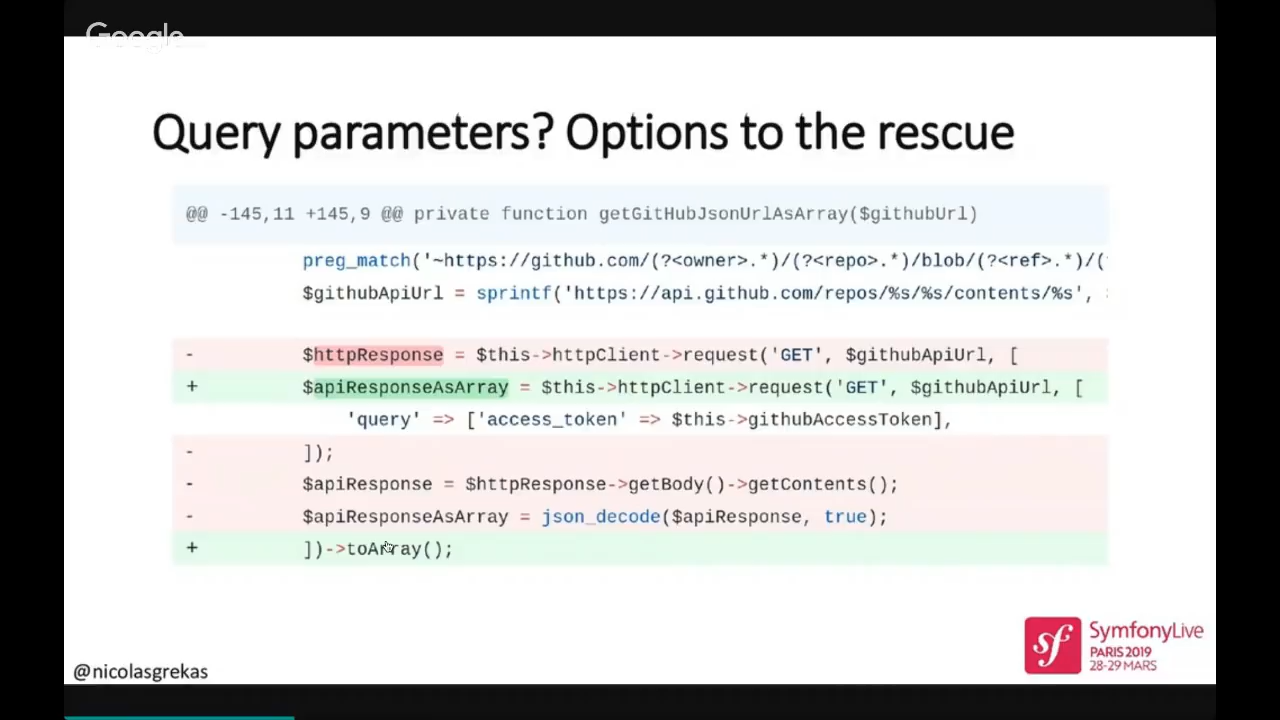 Google
Query parameters? Options to the rescue
@@ -145,11 +145,9 @@ private function getGitHubJsonUrlAsArray($githubUrl)
preg_match('~https://github.com/(?<owner>.*)/(?<repo>.*)/blob/(?<ref>.*)/(
$githubApiUrl = sprintf('https://api.github.com/repos/%s/%s/contents/%s',
- $httpResponse = $this->httpClient->request('GET', $githubApiUrl, [
+ $apiResponseAsArray = $this->httpClient->request('GET', $githubApiUrl, [
'query' => ['access_token' => $this->githubAccessToken],
- ]);
- $apiResponse = $httpResponse->getBody()->getContents();
- $apiResponseAsArray = json_decode($apiResponse, true);
+ ])->toArray();
sf SymfonyLive
PARIS 2019
28-29 MARS
@nicolasgrekas